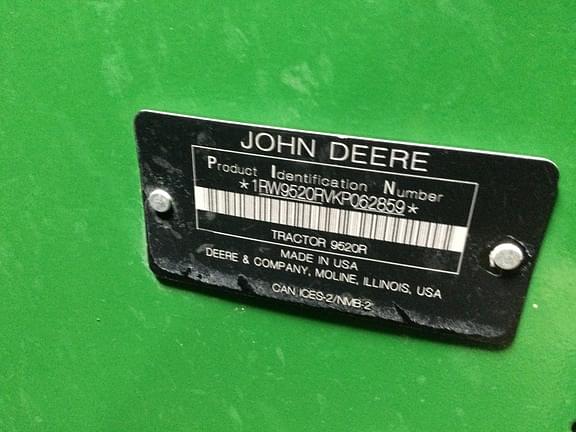 JOHN DEERE
Product Identification Number
*1RW9520RVKP062859*
TRACTOR 9520R
MADE IN USA
DEERE & COMPANY, MOLINE, ILLINOIS, USA
CAN ICES-2/NMB-2